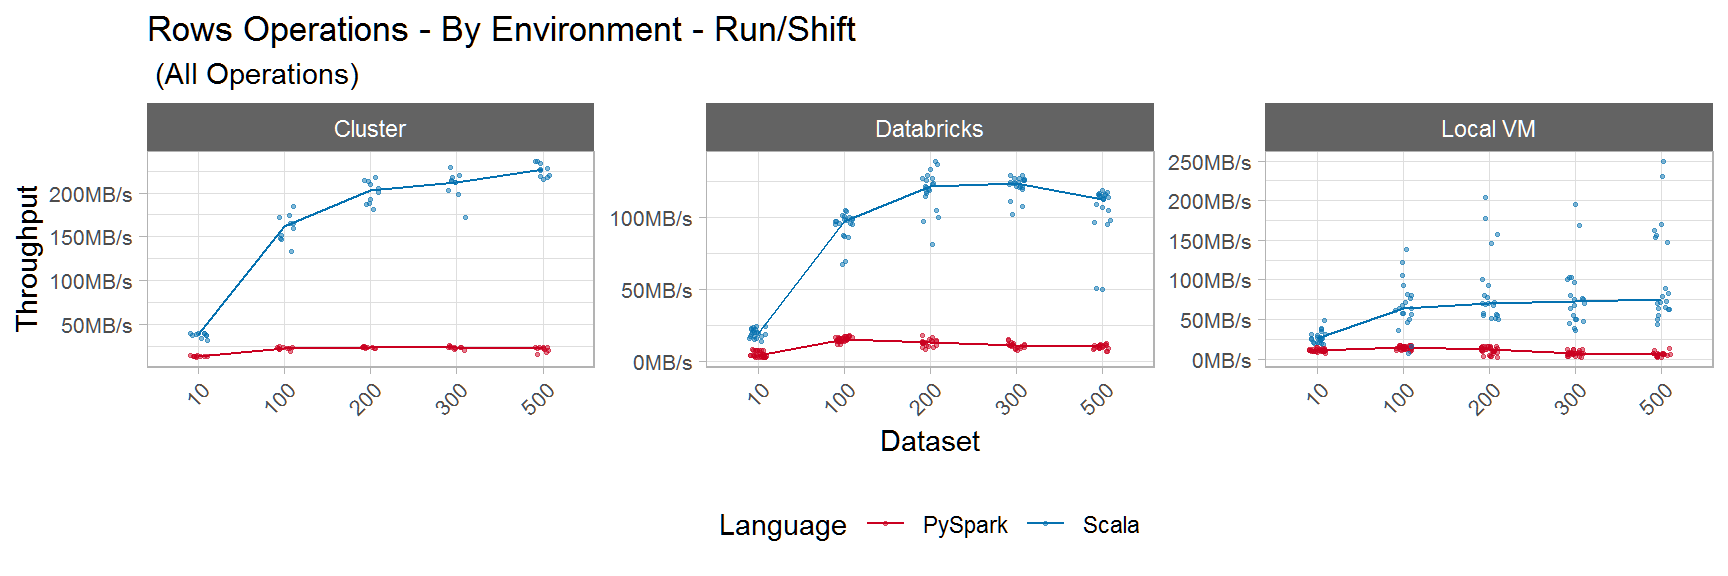 Rows Operations - By Environment - Run/Shift
(All Operations)
Cluster
Databricks
Local VM
Throughput
200MB/s
150MB/s
100MB/s
50MB/s
100MB/s
50MB/s
0MB/s
250MB/s
200MB/s
150MB/s
100MB/s
50MB/s
0MB/s
10 100 200 300 500
10 100 200 300 500
10 100 200 300 500
Dataset
Language PySpark Scala